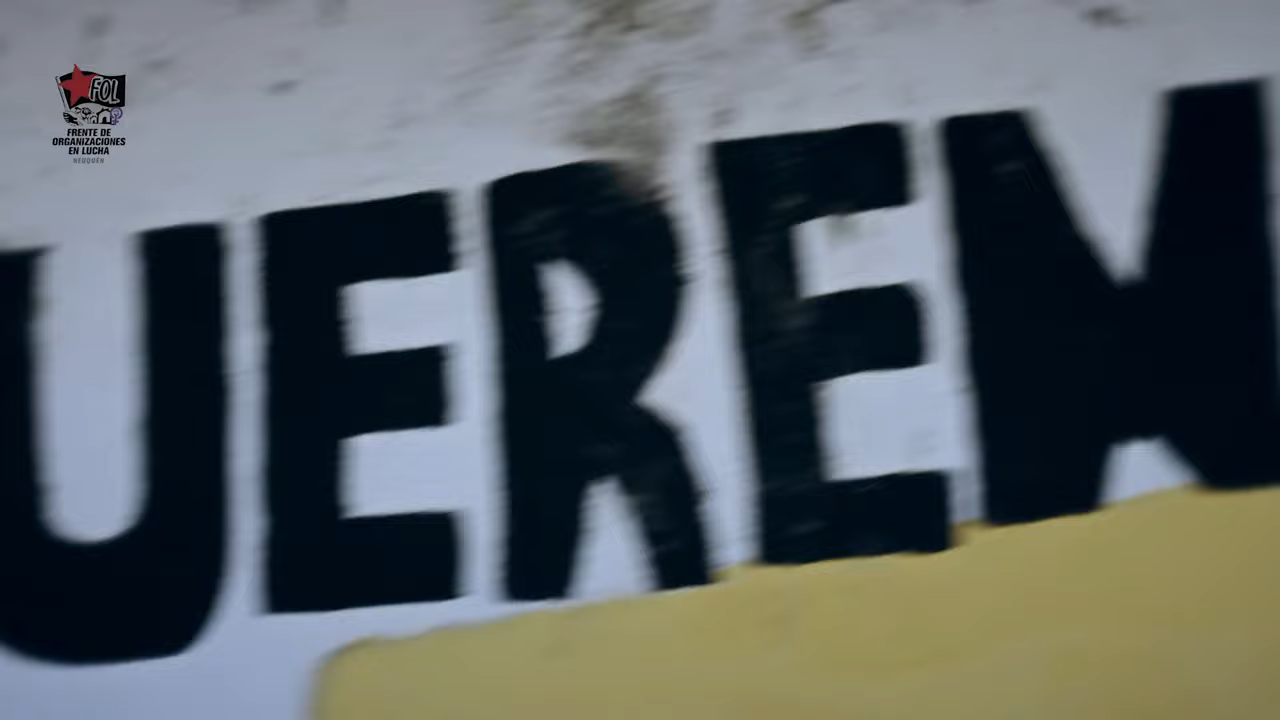 FOL
FRENTE DE
ORGANIZACIONES
EN LUCHA
NEUQUÉN
UEREM